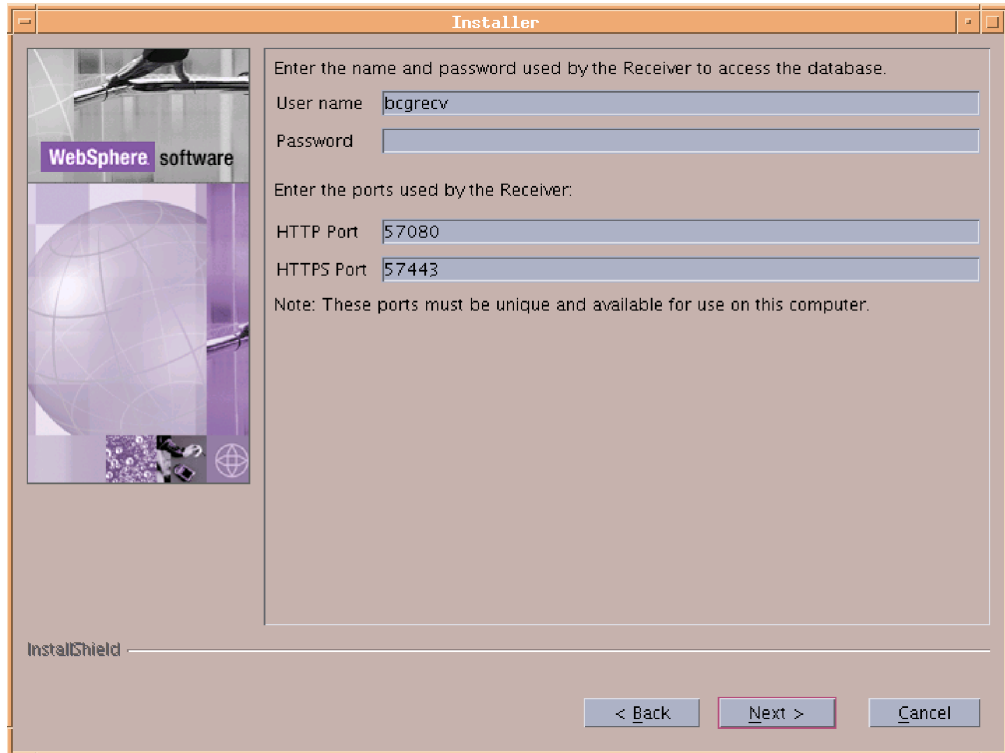 Installer
WebSphere software
Enter the name and password used by the Receiver to access the database.
User name bcgrecv
Password
Enter the ports used by the Receiver:
HTTP Port 57080
HTTPS Port 57443
Note: These ports must be unique and available for use on this computer.
InstallShield
< Back Next > Cancel